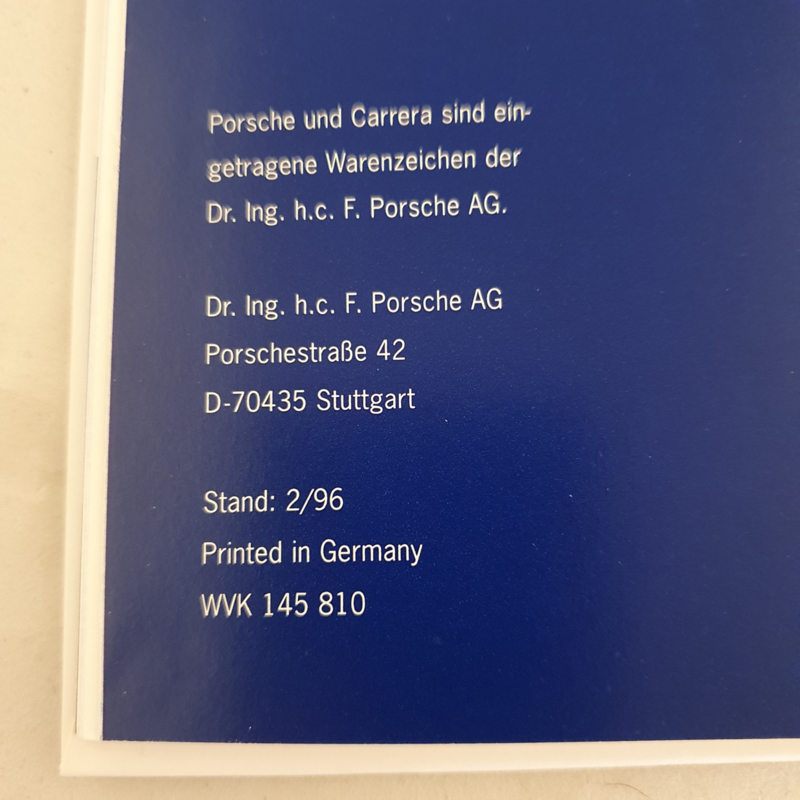 Porsche und Carrera sind ein-
getragene Warenzeichen der
Dr. Ing. h.c. F. Porsche AG.
Dr. Ing. h.c. F. Porsche AG
Porschestraße 42
D-70435 Stuttgart
Stand: 2/96
Printed in Germany
WVK 145 810